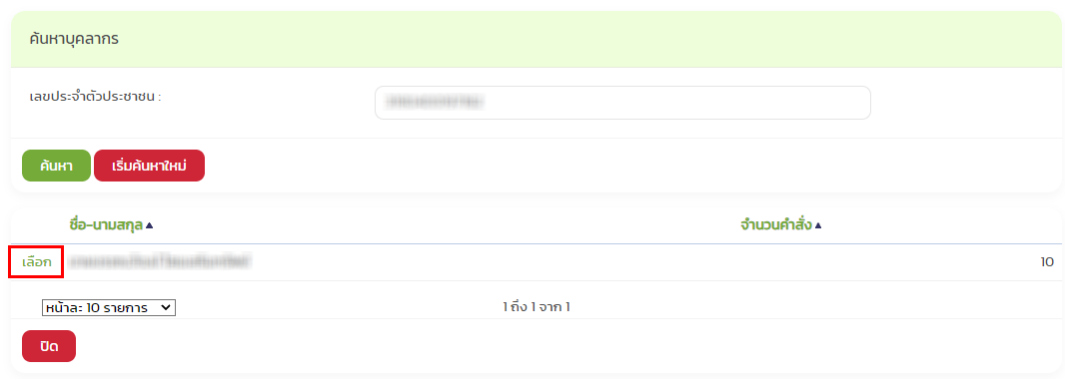 ค้นหาบุคลากร
เลขประจำตัวประชาชน :
ค้นหา เริ่มค้นหาใหม่
ชื่อ-นามสกุล ▲ จำนวนคำสั่ง ▲
เลือก 10
หน้าละ 10 รายการ 1 ถึง 1 จาก 1
ปิด